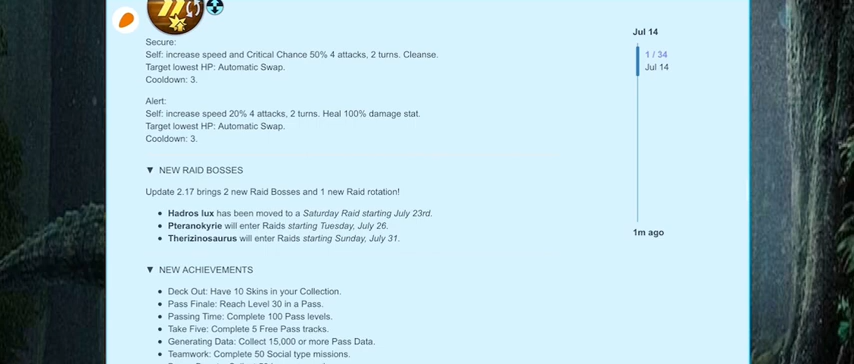 Secure:
Self: increase speed and Critical Chance 50% 4 attacks, 2 turns. Cleanse.
Target lowest HP: Automatic Swap.
Cooldown: 3.
Alert:
Self: increase speed 20% 4 attacks, 2 turns. Heal 100% damage stat.
Target lowest HP: Automatic Swap.
Cooldown: 3.
▼ NEW RAID BOSSES
Update 2.17 brings 2 new Raid Bosses and 1 new Raid rotation!
• Hadros lux has been moved to a Saturday Raid starting July 23rd.
• Pteranokyrie will enter Raids starting Tuesday, July 26.
• Therizinosaurus will enter Raids starting Sunday, July 31.
▼ NEW ACHIEVEMENTS
• Deck Out: Have 10 Skins in your Collection.
• Pass Finale: Reach Level 30 in a Pass.
• Passing Time: Complete 100 Pass levels.
• Take Five: Complete 5 Free Pass tracks.
• Generating Data: Collect 15,000 or more Pass Data.
• Teamwork: Complete 50 Social type missions.
Jul 14
1 / 34
Jul 14
1m ago